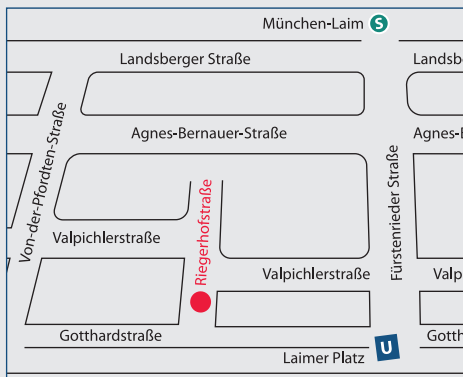 München-Laim S
Landsberger Straße
Landsb
Agnes-Bernauer-Straße
Agnes-B
Von-der-Pfordten-Straße
Riegerhofstraße
Fürstenrieder Straße
Valpichlerstraße
Valpichlerstraße
Valp
Gotthardstraße
Gotth
Laimer Platz U